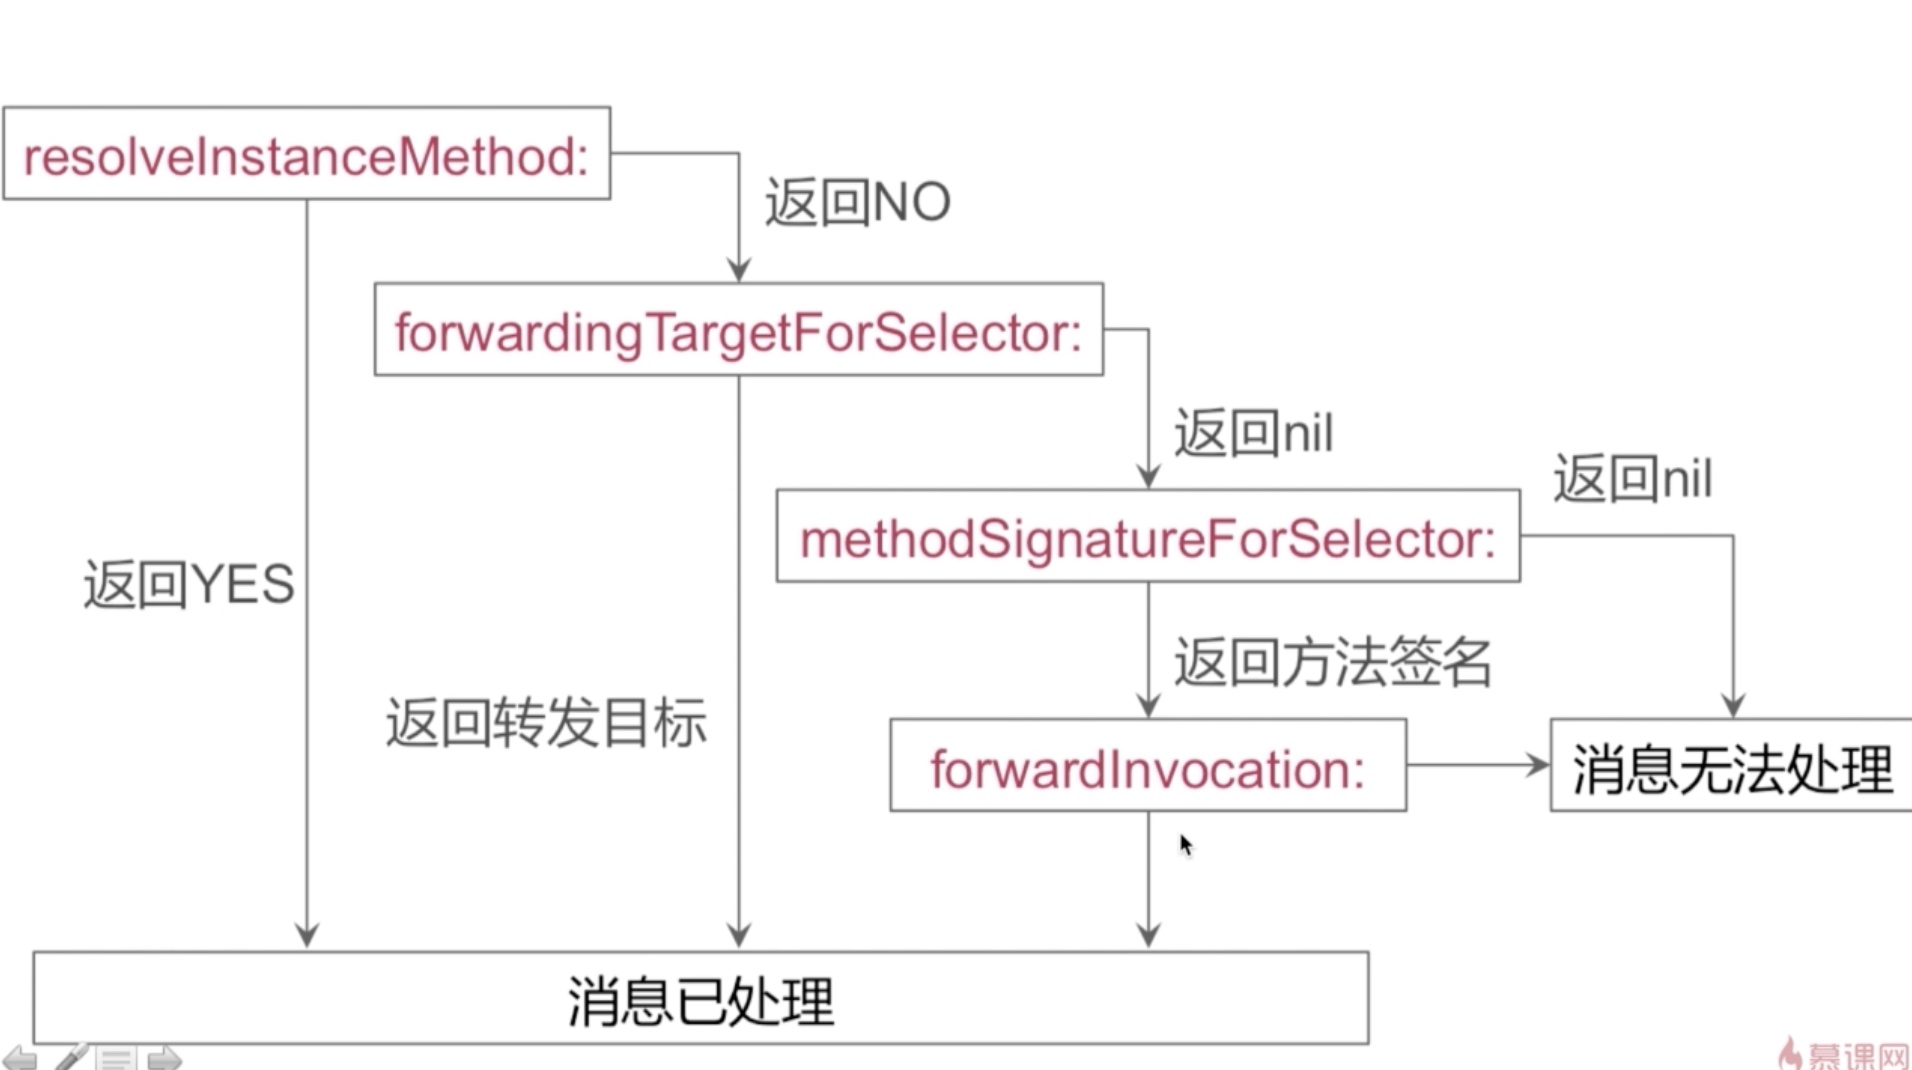 resolveInstanceMethod:
返回NO
forwardingTargetForSelector:
返回nil
返回nil
methodSignatureForSelector:
返回YES
返回方法签名
返回转发目标
forwardInvocation:
消息无法处理
消息已处理
慕课网